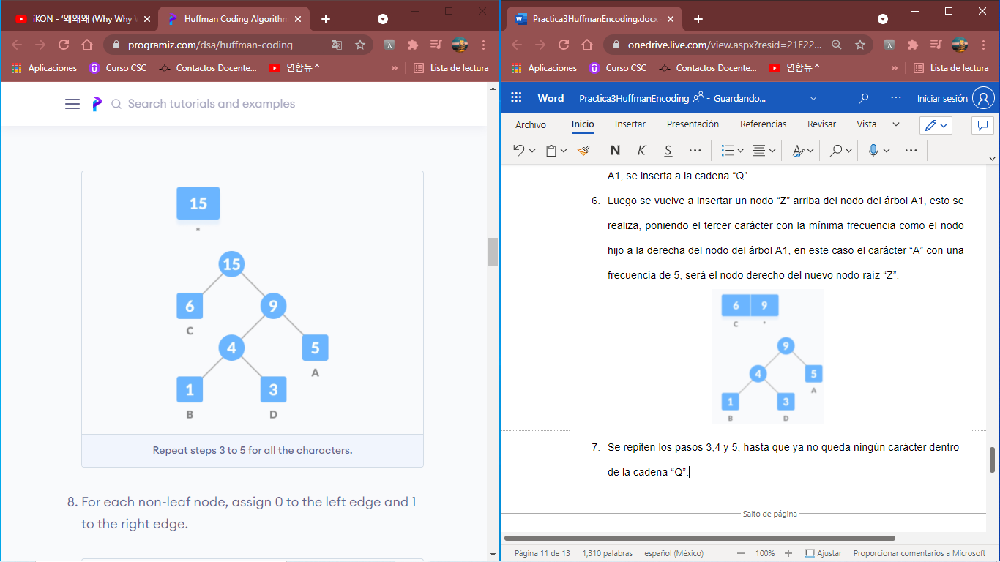 iKON - '왜왜왜 (Why Why
Huffman Coding Algorithm
programiz.com/dsa/huffman-coding
Aplicaciones
Curso CSC
Contactos Docente...
연합뉴스
»
Lista de lectura
Search tutorials and examples
15
*
15
6
9
C
4
5
A
1
3
B
D
Repeat steps 3 to 5 for all the characters.
8. For each non-leaf node, assign 0 to the left edge and 1
to the right edge.
Practica3HuffmanEncoding.docx
onedrive.live.com/view.aspx?resid=21E22...
Aplicaciones
Curso CSC
Contactos Docente...
연합뉴스
»
Lista de lectura
Word
Practica3HuffmanEncoding - Guardando...
Iniciar sesión
Archivo
Inicio
Insertar
Presentación
Referencias
Revisar
Vista
N
K
S
A1, se inserta a la cadena “Q”.
6. Luego se vuelve a insertar un nodo “Z” arriba del nodo del árbol A1, esto se
realiza, poniendo el tercer carácter con la mínima frecuencia como el nodo
hijo a la derecha del nodo del árbol A1, en este caso el carácter “A” con una
frecuencia de 5, será el nodo derecho del nuevo nodo raíz “Z”.
6 9
C *
9
4
5
A
1
3
B
D
7. Se repiten los pasos 3,4 y 5, hasta que ya no queda ningún carácter dentro
de la cadena “Q”.
Salto de página
Página 11 de 13
1,310 palabras
español (México)
100%
Ajustar
Proporcionar comentarios a Microsoft